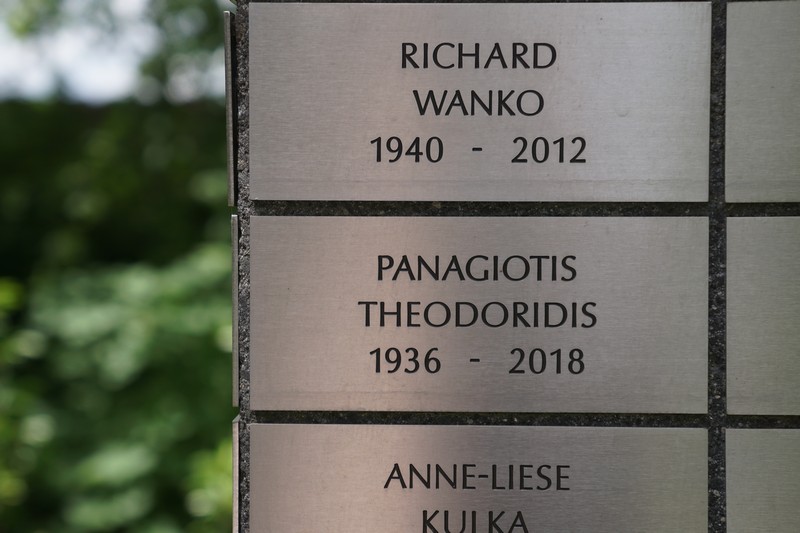 RICHARD
WANKO
1940 - 2012
PANAGIOTIS
THEODORIDIS
1936 - 2018
ANNE-LIESE
KULKA